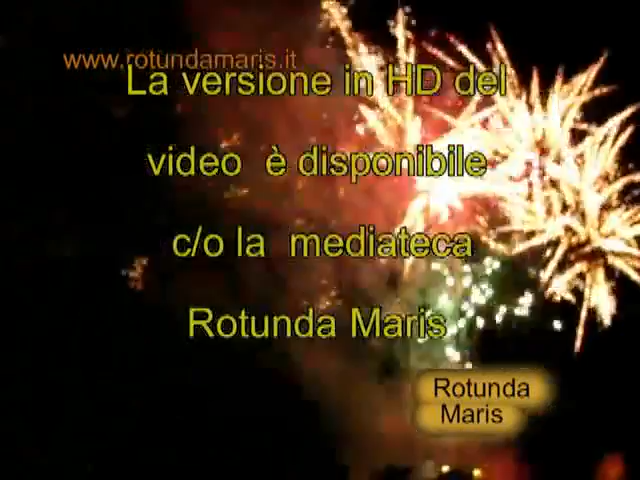 www.rotundamaris.it
La versione in HD del
video è disponibile
c/o la mediateca
Rotunda Maris
Rotunda
Maris